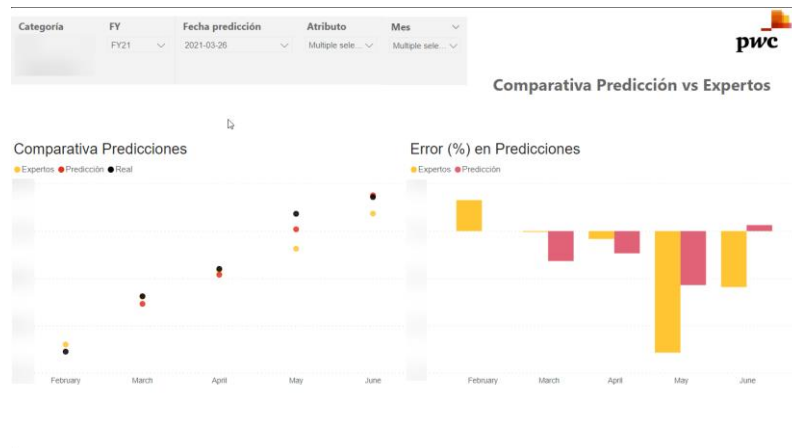 Categoría FY Fecha predicción Atributo Mes
FY21 2021-03-26 Multiple sele... Multiple sele...
pwc
Comparativa Predicción vs Expertos
Comparativa Predicciones
Expertos Predicción Real
Error (%) en Predicciones
Expertos Predicción
February March April May June
February March April May June